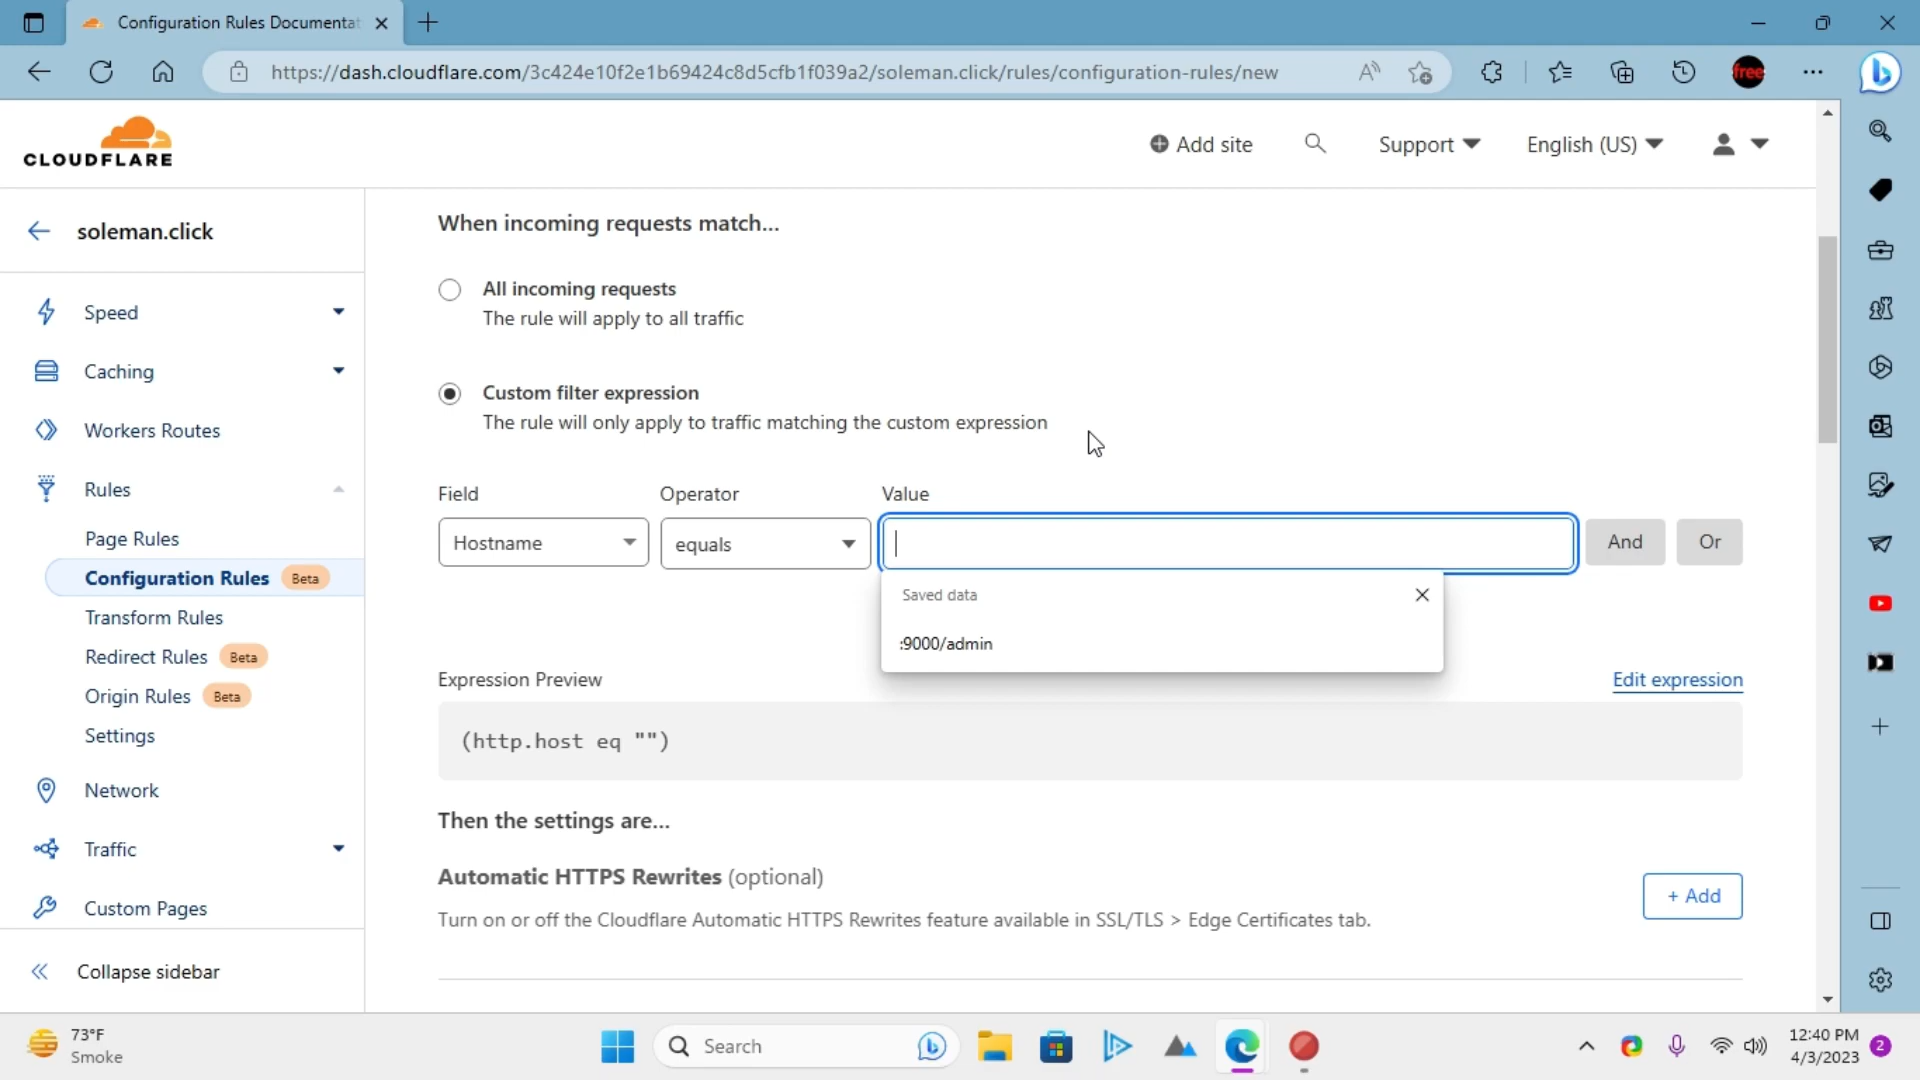 Configuration Rules Documentat
https://dash.cloudflare.com/3c424e10f2e1b69424c8d5cfb1f039a2/soleman.click/rules/configuration-rules/new
free
CLOUDFLARE
Add site
Support
English (US)
soleman.click
Speed
Caching
Workers Routes
Rules
Page Rules
Configuration Rules Beta
Transform Rules
Redirect Rules Beta
Origin Rules Beta
Settings
Network
Traffic
Custom Pages
Collapse sidebar
When incoming requests match...
All incoming requests
The rule will apply to all traffic
Custom filter expression
The rule will only apply to traffic matching the custom expression
Field Operator Value
Hostname equals And Or
Saved data
:9000/admin
Expression Preview Edit expression
(http.host eq "")
Then the settings are...
Automatic HTTPS Rewrites (optional)
+ Add
Turn on or off the Cloudflare Automatic HTTPS Rewrites feature available in SSL/TLS > Edge Certificates tab.
73°F
Smoke
Search
12:40 PM
4/3/2023
2